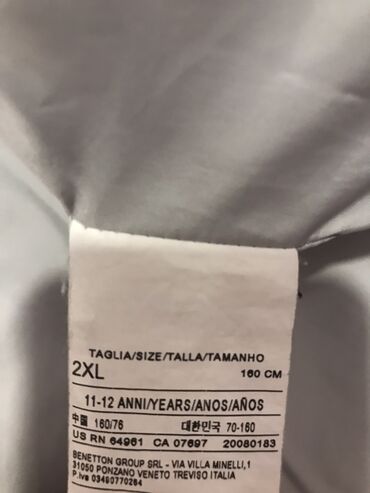 TAGLIA/SIZE/TALLA/TAMANHO
2XL 160 CM
11-12 ANNI/YEARS/ANOS/AÑOS
中国 160/76 대한민국 70-160
US RN 64961 CA 07697 20080183
BENETTON GROUP SRL - VIA VILLA MINELLI,1
31050 PONZANO VENETO TREVISO ITALIA
P.Iva 03490770264